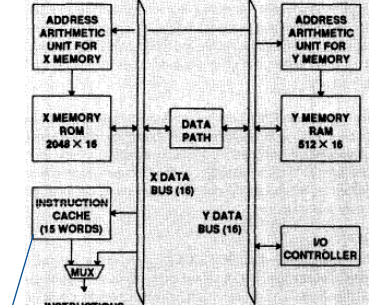 ADDRESS
ARITHMETIC
UNIT FOR
X MEMORY
ADDRESS
ARITHMETIC
UNIT FOR
Y MEMORY
X MEMORY
ROM
2048 × 16
DATA
PATH
Y MEMORY
RAM
512 × 16
X DATA
BUS (16)
INSTRUCTION
CACHE
(15 WORDS)
Y DATA
BUS (16)
I/O
CONTROLLER
MUX
INSTRUCTIONS